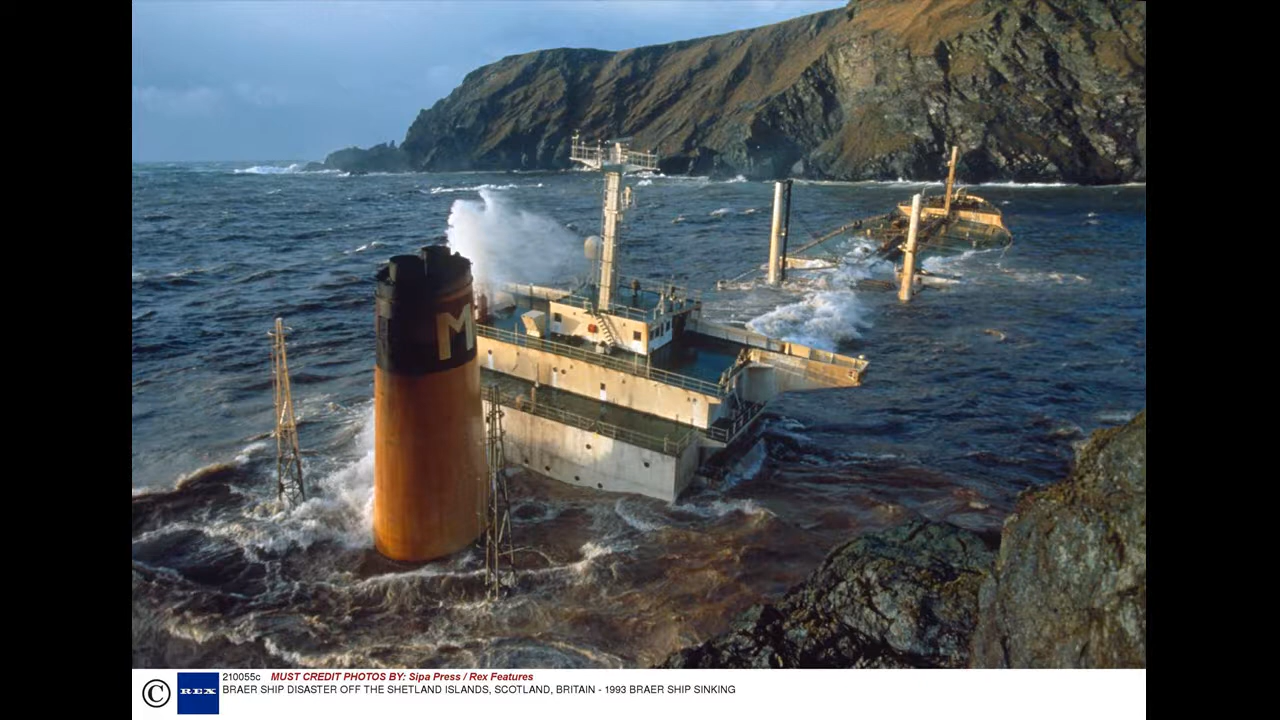 M
210055c MUST CREDIT PHOTOS BY: Sipa Press / Rex Features
© REX BRAER SHIP DISASTER OFF THE SHETLAND ISLANDS, SCOTLAND, BRITAIN - 1993 BRAER SHIP SINKING